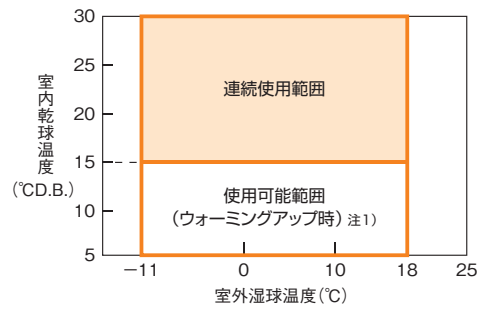 30
25
20
15
10
5
室内乾球温度
(℃D.B.)
連続使用範囲
使用可能範囲
(ウォーミングアップ時) 注1)
−11 0 10 18 25
室外湿球温度(℃)